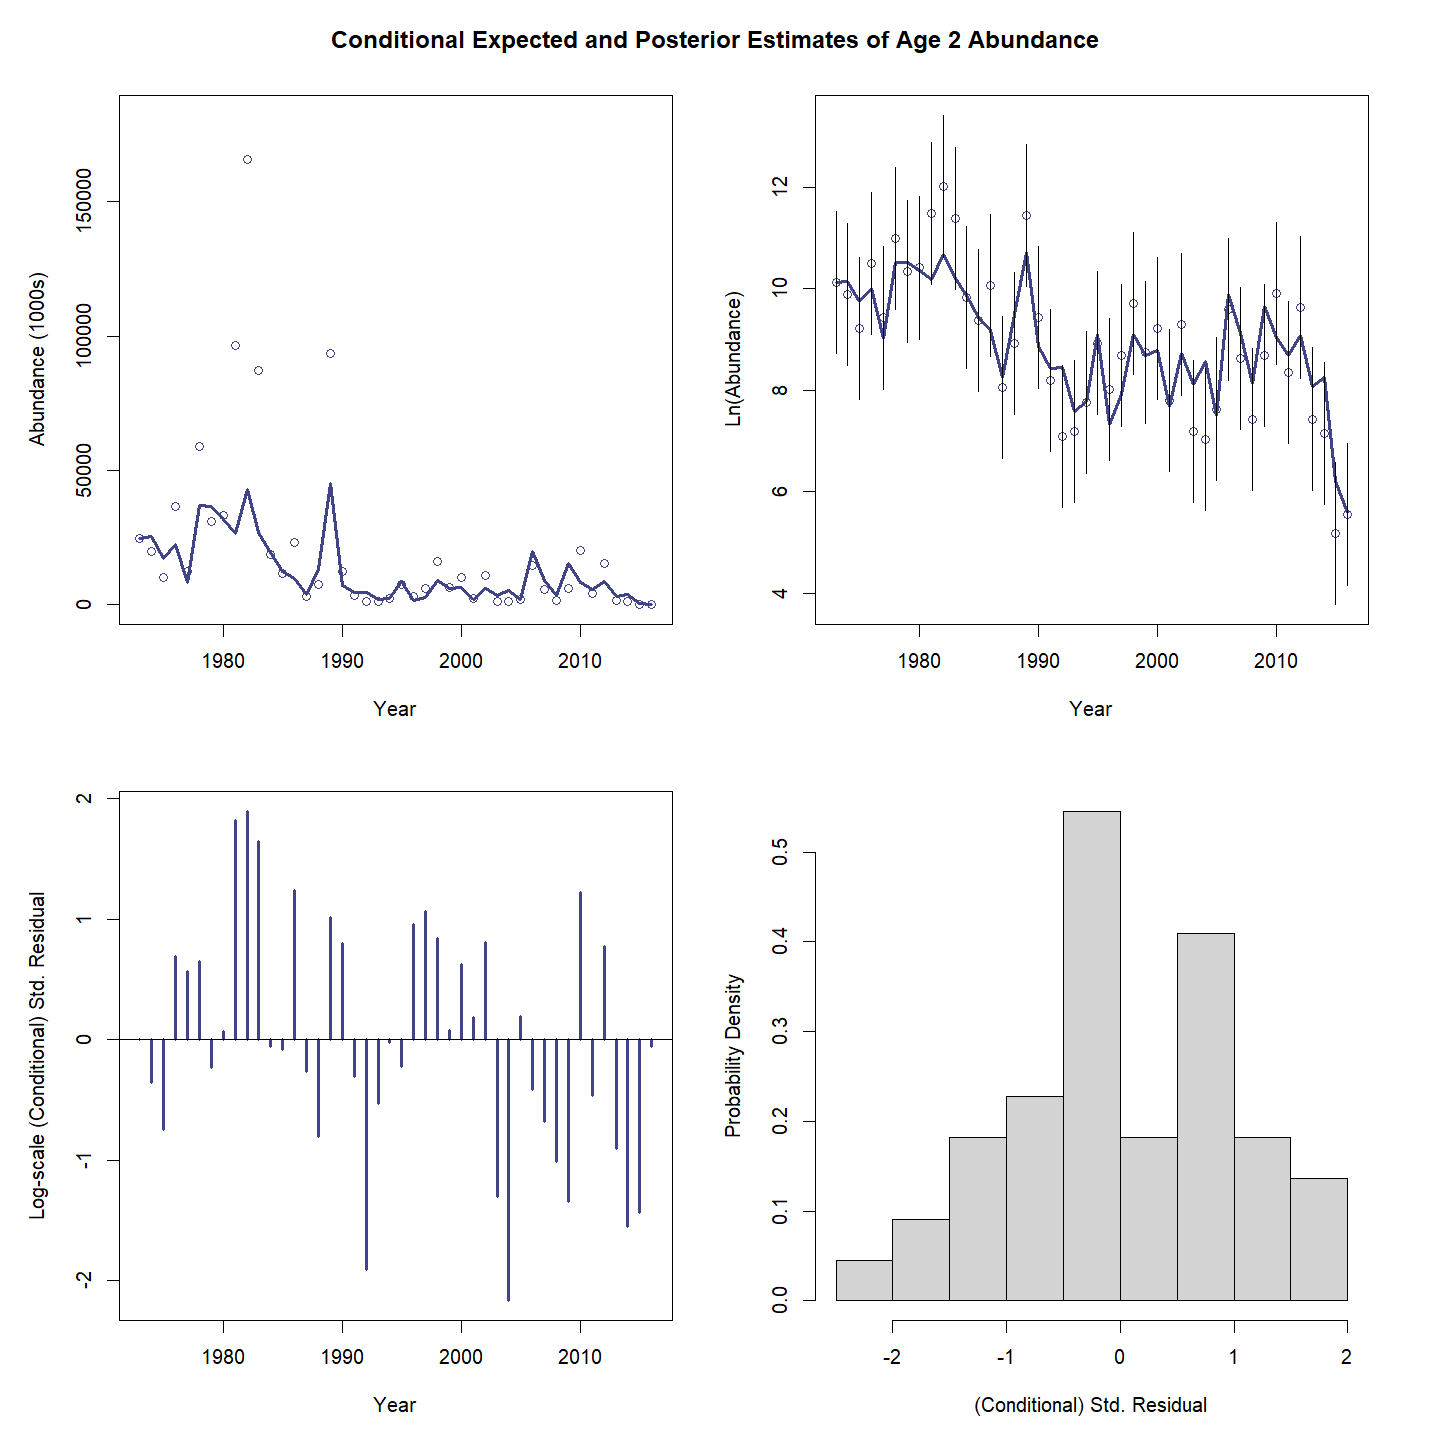 Conditional Expected and Posterior Estimates of Age 2 Abundance
Abundance (1000s)
150000
100000
50000
0
1980 1990 2000 2010
Year
Ln(Abundance)
12
10
8
6
4
1980 1990 2000 2010
Year
Log-scale (Conditional) Std. Residual
2
1
0
-1
-2
1980 1990 2000 2010
Year
Probability Density
0.5
0.4
0.3
0.2
0.1
0.0
-2 -1 0 1 2
(Conditional) Std. Residual